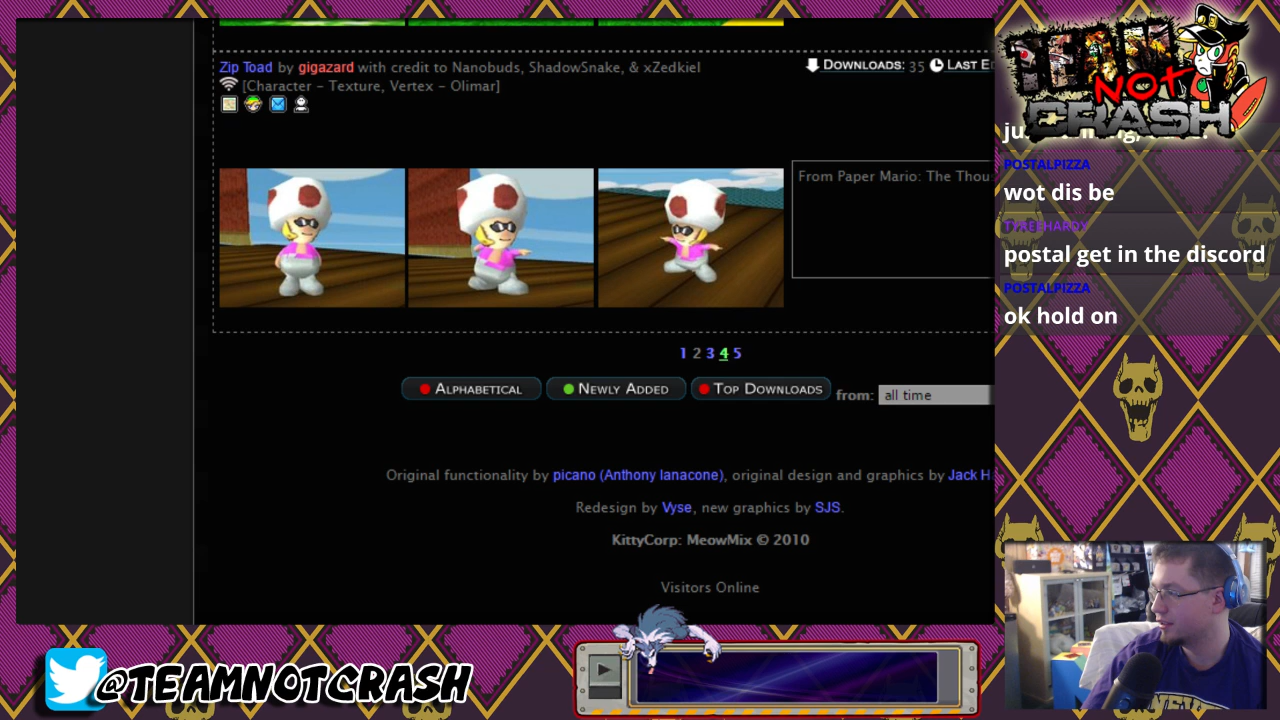 Zip Toad by gigazard with credit to Nanobuds, ShadowSnake, & xZedkiel
[Character - Texture, Vertex - Olimar]
DOWNLOADS: 35 LAST
From Paper Mario: The
1 2 3 4 5
ALPHABETICAL NEWLY ADDED TOP DOWNLOADS from: all time
Original functionality by picano (Anthony Ianacone), original design and graphics by Jack
Redesign by Vyse, new graphics by SJS.
KittyCorp: MeowMix © 2010
Visitors Online
@TEAMNOTCRASH
TEAM
NOT
CRASH
POSTALPIZZA
wot dis be
TYREEHARDY
postal get in the discord
POSTALPIZZA
ok hold on